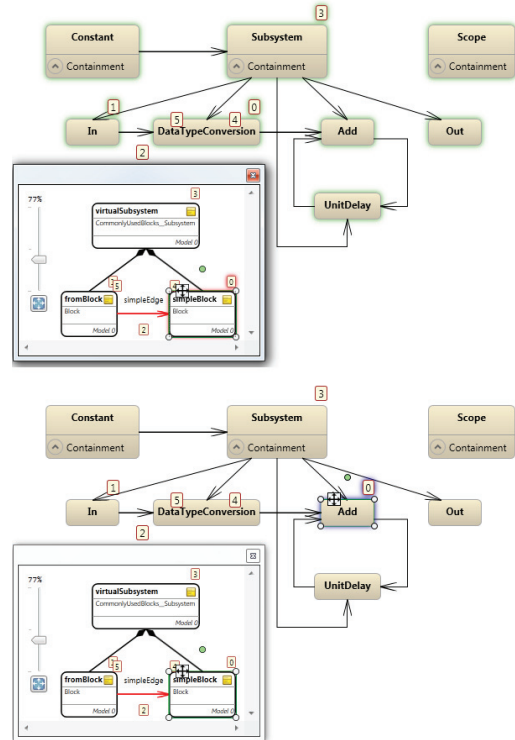 3
Constant Subsystem Scope
Containment Containment Containment
1 5 4 0
In DataTypeConversion Add Out
2
UnitDelay
77%
3
virtualSubsystem
CommonlyUsedBlocks__Subsystem
Model 0
5 0
fromBlock simpleEdge simpleBlock
Block Block
2
Model 0 Model 0
3
Constant Subsystem Scope
Containment Containment Containment
1 5 4 0
In DataTypeConversion Add Out
2
UnitDelay
77%
3
virtualSubsystem
CommonlyUsedBlocks__Subsystem
Model 0
5 0
fromBlock simpleEdge simpleBlock
Block Block
2
Model 0 Model 0